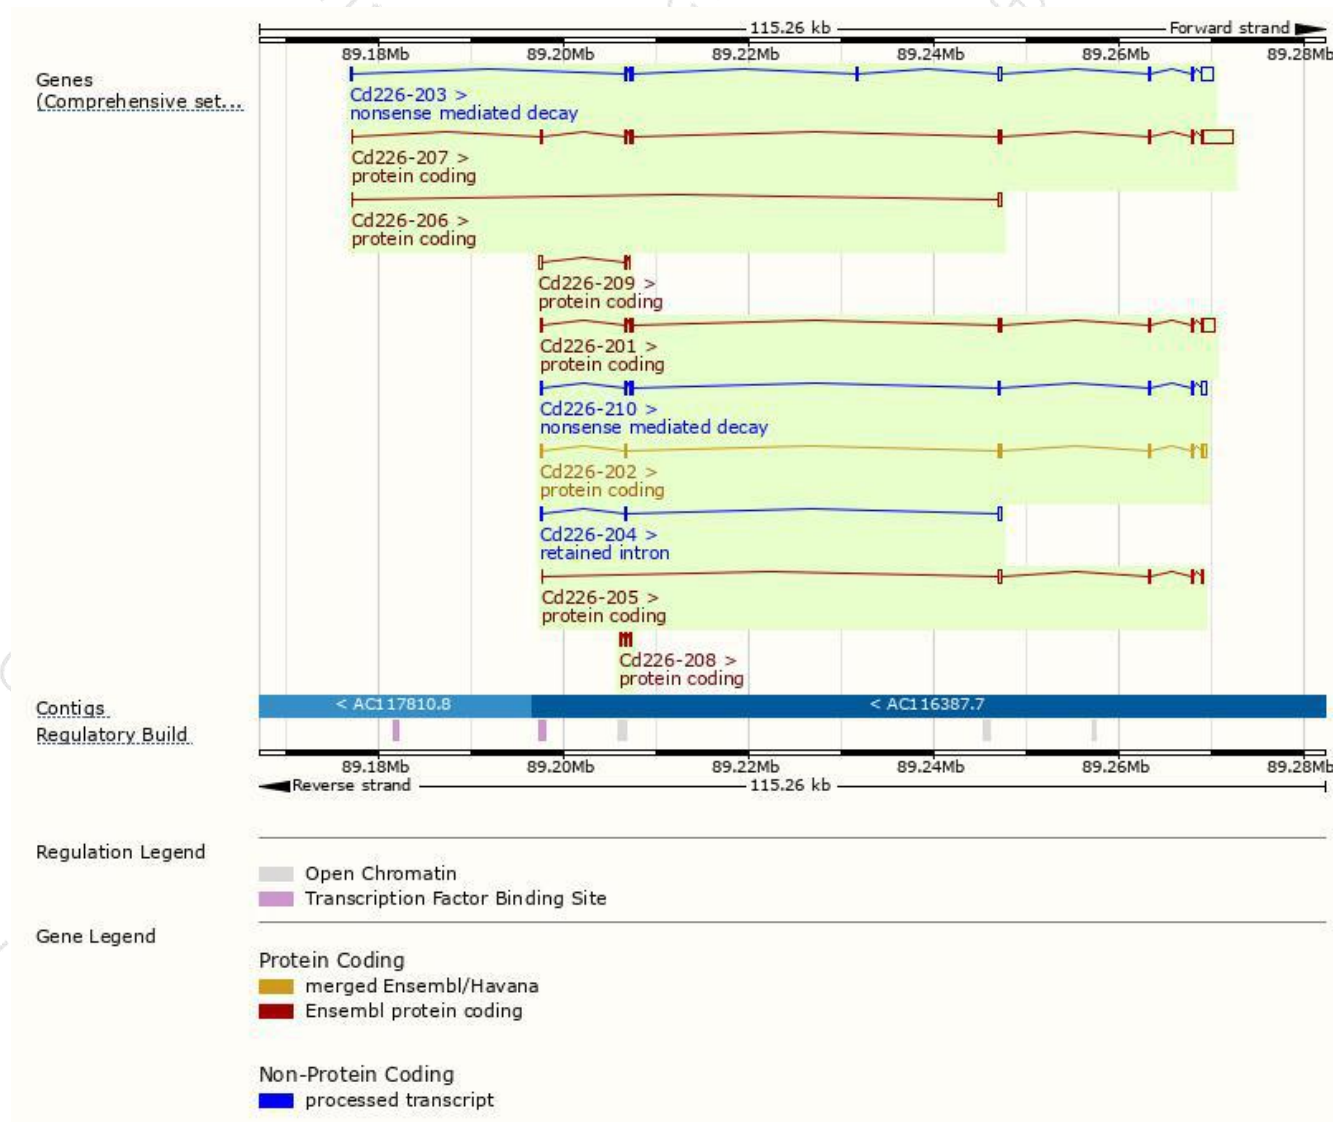 115.26 kb Forward strand
89.18Mb 89.20Mb 89.22Mb 89.24Mb 89.26Mb 89.28Mb
Genes
(Comprehensive set...
Cd226-203 >
nonsense mediated decay
Cd226-207 >
protein coding
Cd226-206 >
protein coding
Cd226-209 >
protein coding
Cd226-201 >
protein coding
Cd226-210 >
nonsense mediated decay
Cd226-202 >
protein coding
Cd226-204 >
retained intron
Cd226-205 >
protein coding
Cd226-208 >
protein coding
Contigs < AC117810.8 < AC116387.7
Regulatory Build
89.18Mb 89.20Mb 89.22Mb 89.24Mb 89.26Mb 89.28Mb
Reverse strand 115.26 kb
Regulation Legend
Open Chromatin
Transcription Factor Binding Site
Gene Legend
Protein Coding
merged Ensembl/Havana
Ensembl protein coding
Non-Protein Coding
processed transcript